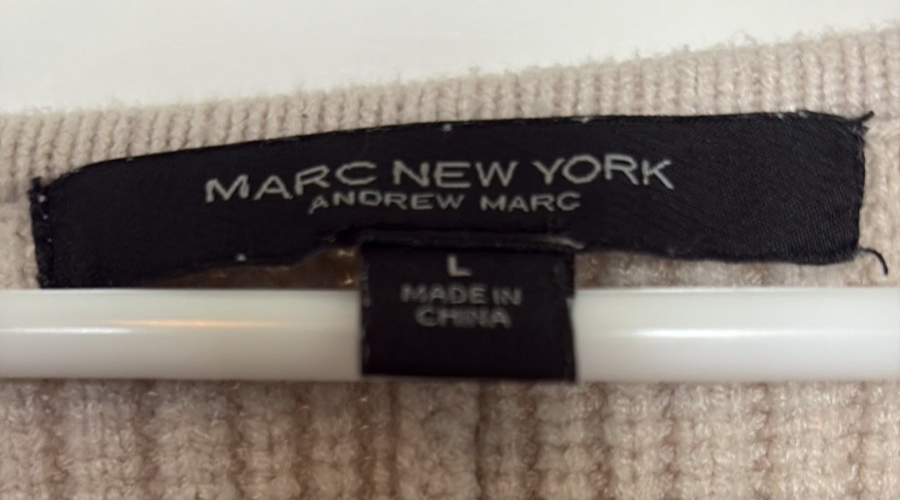 MARC NEW YORK
ANDREW MARC
L
MADE IN
CHINA